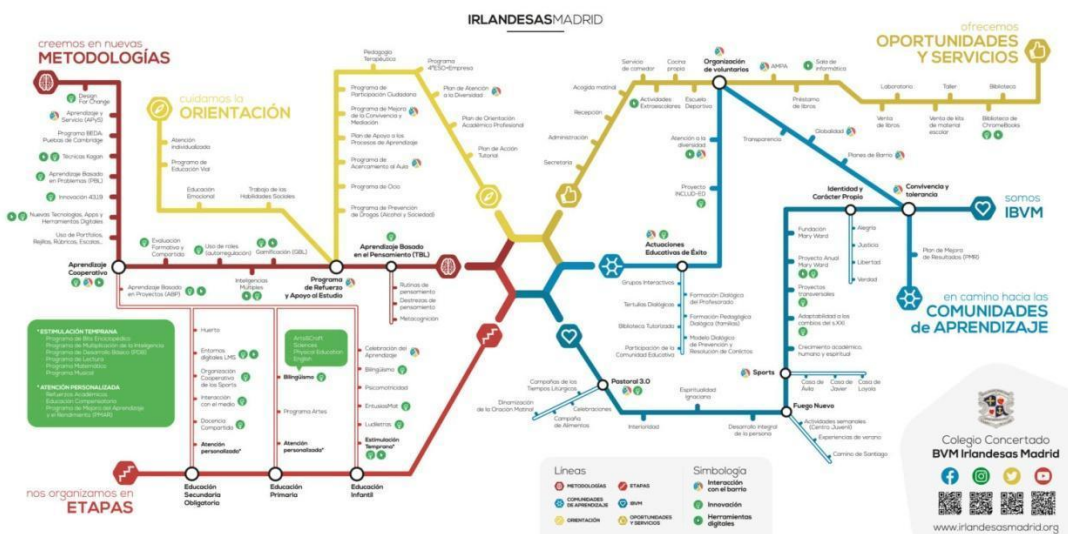 IRLANDESASMADRID
creemos en nuevas
METODOLOGÍAS
Design
For Change
Aprendizaje y
Servicio (APyS)
Programa BEDA.
Puebas de Cambridge
Técnicas Kagan
Aprendizaje Basado
en Problemas (PBL)
Innovación 43,19
Nuevas Tecnologías, Apps y
Herramientas Digitales
Uso de Portfolios,
Rejillas, Rúbricas, Escalas...
Aprendizaje
Cooperativo
cuidamos la
ORIENTACIÓN
Atención
Individualizada
Programa de
Educación Vial
Educación
Emocional
Trabajo de las
Habilidades Sociales
Pedagogía
Terapéutica
Programa de
Participación Ciudadana
Programa de Mejora
de la Convivencia y
Mediación
Plan de Apoyo a los
Procesos de Aprendizaje
Programa de
Acercamiento al Aula
Programa de Ocio
Programa de Prevención
de Drogas (Alcohol y Sociedad)
Programa
4ºESO+Empresa
Plan de Atención
a la Diversidad
Plan de Orientación
Académico Profesional
Plan de Acción
Tutorial
Evaluación
Formativa y
Compartida
Uso de roles
(autorregulación)
Gamificación (GBL)
Inteligencias
Múltiples
Aprendizaje Basado
en Proyectos (ABP)
Programa
de Refuerzo
y Apoyo al Estudio
Aprendizaje Basado
en el Pensamiento (TBL)
Rutinas de
pensamiento
Destrezas de
pensamiento
Metacognición
* ESTIMULACIÓN TEMPRANA
- Programa de Bits Enciclopédico
- Programa de Multiplicación de la Inteligencia
- Programa de Desarrollo Básico (PDB)
- Programa de Lectura
- Programa Matemático
- Programa Musical
* ATENCIÓN PERSONALIZADA
- Refuerzos Académicos
- Educación Compensatoria
- Programa de Mejora del Aprendizaje
y el Rendimiento (PMAR)
Huerto
Entornos
digitales LMS
Organización
Cooperativa
de los Sports
Interacción
con el medio
Docencia
Compartida
Atención
personalizada*
Arts&Craft
Sciences
Physical Education
English
Bilingüismo
Programa Artes
Atención
personalizada*
Celebración del
Aprendizaje
Bilingüismo
Psicomotricidad
EntusiasMat
Ludiletras
Estimulación
Temprana*
nos organizamos en
ETAPAS
Educación
Secundaria
Obligatoria
Educación
Primaria
Educación
Infantil
ofrecemos
OPORTUNIDADES
Y SERVICIOS
Secretaría
Administración
Recepción
Acogida matinal
Servicio
de comedor
Cocina
propia
Actividades
Extraescolares
Escuela
Deportiva
Organización
de voluntarios
AMPA
Sala de
informática
Préstamo
de libros
Laboratorio
Taller
Biblioteca
Venta
de libros
Venta de kits
de material
escolar
Biblioteca de
ChromeBooks
Atención a la
diversidad
Proyecto
INCLUD-ED
Transparencia
Globalidad
Planes de Barrio
Convivencia y
tolerancia
somos
IBVM
Identidad y
Carácter Propio
Alegría
Justicia
Libertad
Verdad
Plan de Mejora
de Resultados (PMR)
en camino hacia las
COMUNIDADES
de APRENDIZAJE
Actuaciones
Educativas de Éxito
Grupos Interactivos
Tertulias Dialógicas
Biblioteca Tutorizada
Participación de la
Comunidad Educativa
Formación Dialógica
del Profesorado
Formación Pedagógica
Dialógica (familias)
Modelo Dialógico
de Prevención y
Resolución de Conflictos
Fundación
Mary Ward
Proyecto Anual
Mary Ward
Proyectos
transversales
Adaptabilidad a los
cambios del s.XXI
Crecimiento académico,
humano y espiritual
Sports
Casa de
Ávila
Casa de
Javier
Casa de
Loyola
Fuego Nuevo
Actividades semanales
(Centro Juvenil)
Experiencias de verano
Camino de Santiago
Pastoral 3.0
Campañas de los
Tiempos Litúrgicos
Dinamización
de la Oración Matinal
Celebraciones
Campaña
de Alimentos
Interioridad
Espiritualidad
Ignaciana
Desarrollo Integral
de la persona
Líneas
METODOLOGÍAS
ETAPAS
COMUNIDADES
DE APRENDIZAJE
IBVM
ORIENTACIÓN
OPORTUNIDADES
Y SERVICIOS
Simbología
Interacción
con el barrio
Innovación
Herramientas
digitales
Colegio Concertado
BVM Irlandesas Madrid
www.irlandesasmadrid.org